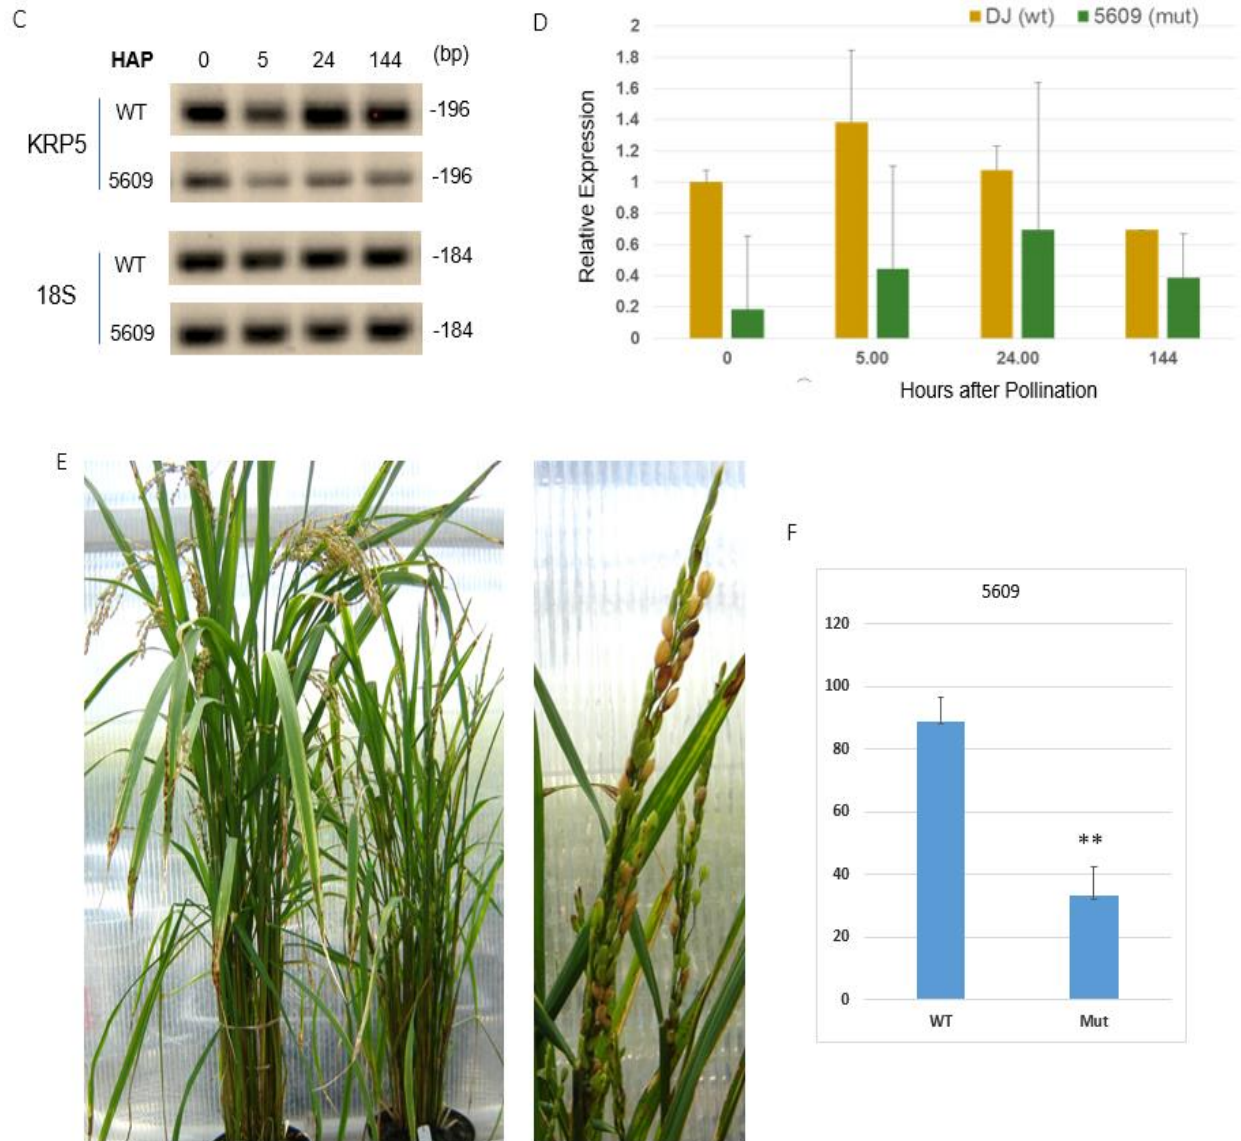 C
HAP 0 5 24 144 (bp)
WT -196
KRP5
5609 -196
WT -184
18S
5609 -184
D
DJ (wt) 5609 (mut)
2
1.8
1.6
1.4
1.2
1
0.8
0.6
0.4
0.2
0
Relative Expression
0 5.00 24.00 144
Hours after Pollination
E
F
5609
120
100
80
60
40
20
0
**
WT Mut